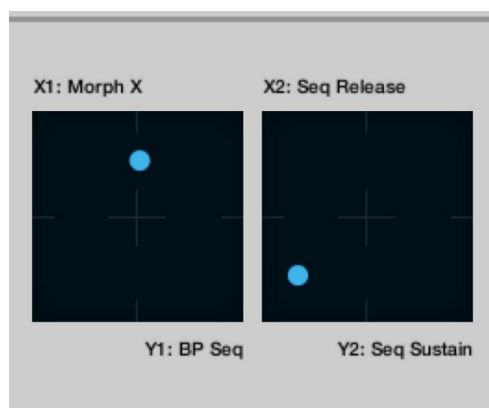 X1: Morph X
X2: Seq Release
Y1: BP Seq
Y2: Seq Sustain